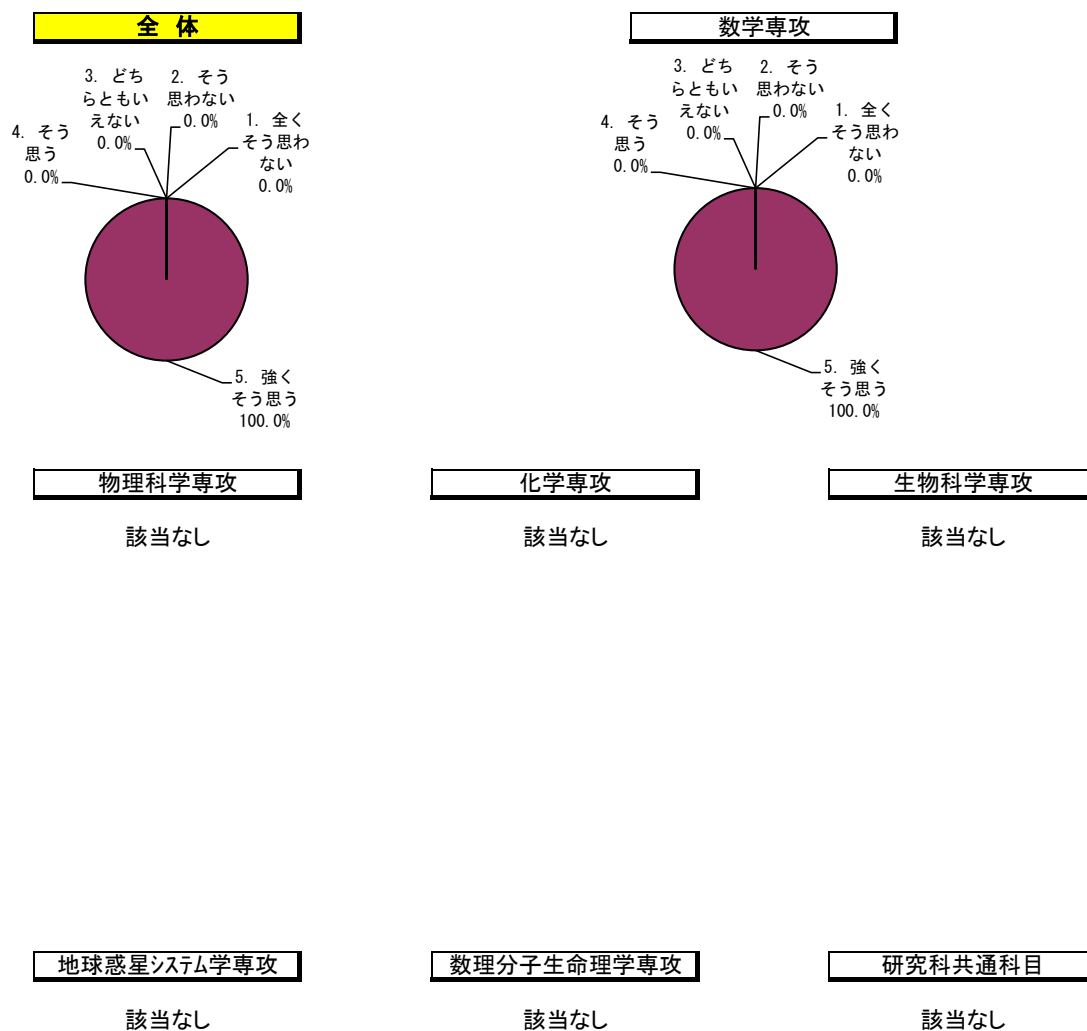 全 体
数学専攻
3. どち
らともい
えない
0.0%
2. そう
思わない
0.0%
4. そう
思う
0.0%
1. 全く
そう思わ
ない
0.0%
5. 強く
そう思う
100.0%
3. どち
らともい
えない
0.0%
2. そう
思わない
0.0%
4. そう
思う
0.0%
1. 全く
そう思わ
ない
0.0%
5. 強く
そう思う
100.0%
物理科学専攻
化学専攻
生物科学専攻
該当なし
該当なし
該当なし
地球惑星システム学専攻
数理分子生命理学専攻
研究科共通科目
該当なし
該当なし
該当なし